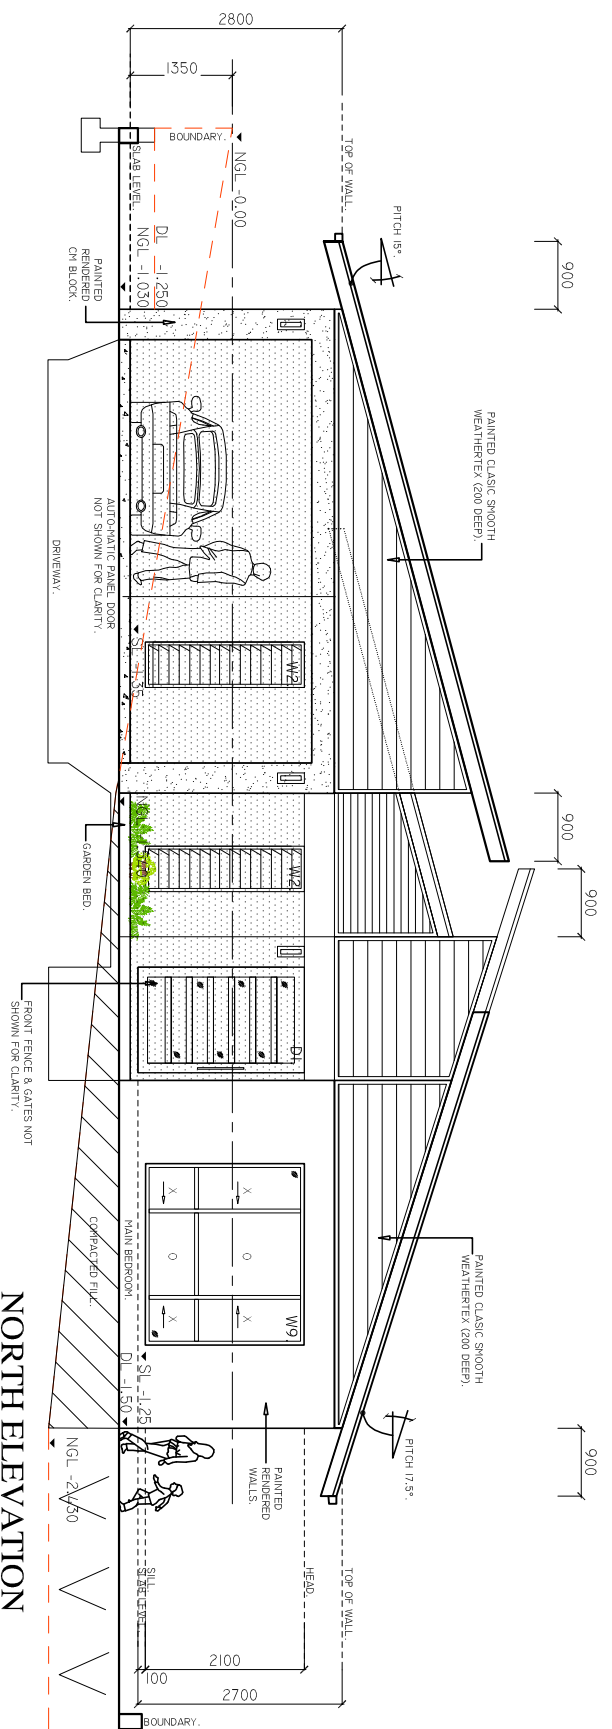 2800
1350
900
900
900
900
BOUNDARY.
NGL -0.00
TOP OF WALL.
PITCH 15°.
SLAB LEVEL.
DL -1.250
NGL -1.030
PAINTED
RENDERED
CM BLOCK.
PAINTED CLASIC SMOOTH
WEATHERTEX (200 DEEP).
AUTO-MATIC PANEL DOOR
NOT SHOWN FOR CLARITY.
DRIVEWAY.
SL -1.35
W2.
W2.
GARDEN BED.
D1.
FRONT FENCE & GATES NOT
SHOWN FOR CLARITY.
COMPACTED FILL.
MAIN BEDROOM.
X
X
O
O
X
X
W9.
PAINTED CLASIC SMOOTH
WEATHERTEX (200 DEEP).
SL -1.25
DL -1.50
PITCH 17.5°.
PAINTED
RENDERED
WALLS.
HEAD.
TOP OF WALL.
SILL.
SLAB LEVEL.
2100
100
2700
BOUNDARY.
NORTH ELEVATION